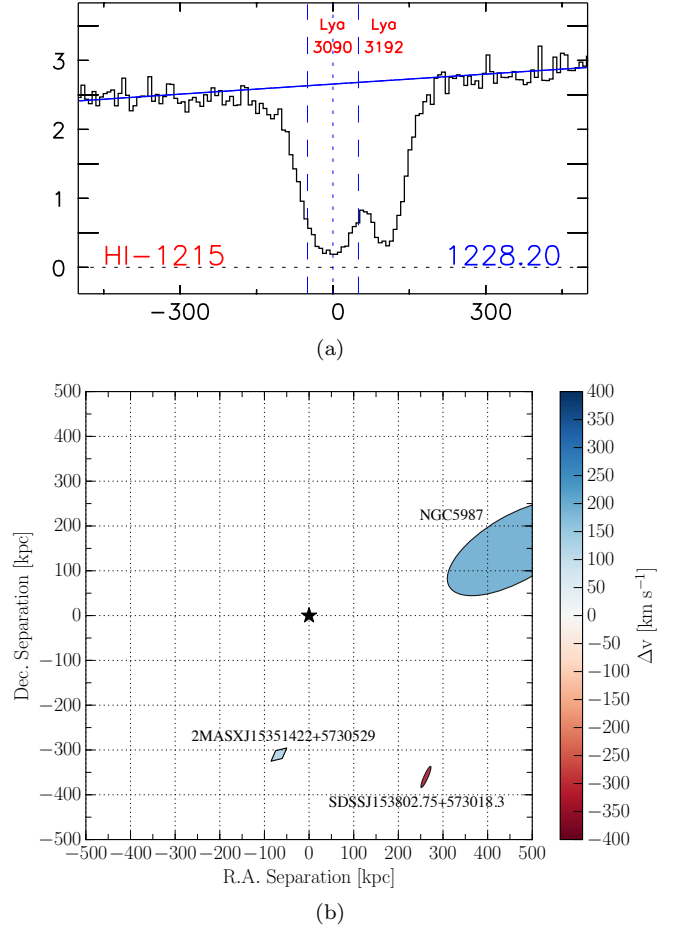 Lya Lya
3090 3192
3
2
1
0
HI−1215 1228.20
−300 0 300
(a)
500
400
300
200
100
0
−100
−200
−300
−400
−500
−500 −400 −300 −200 −100 0 100 200 300 400 500
R.A. Separation [kpc]
Dec. Separation [kpc]
NGC5987
2MASXJ15351422+5730529
SDSSJ153802.75+573018.3
400
350
300
250
200
150
100
50
0
−50
−100
−150
−200
−250
−300
−350
−400
Δv [km s⁻¹]
(b)